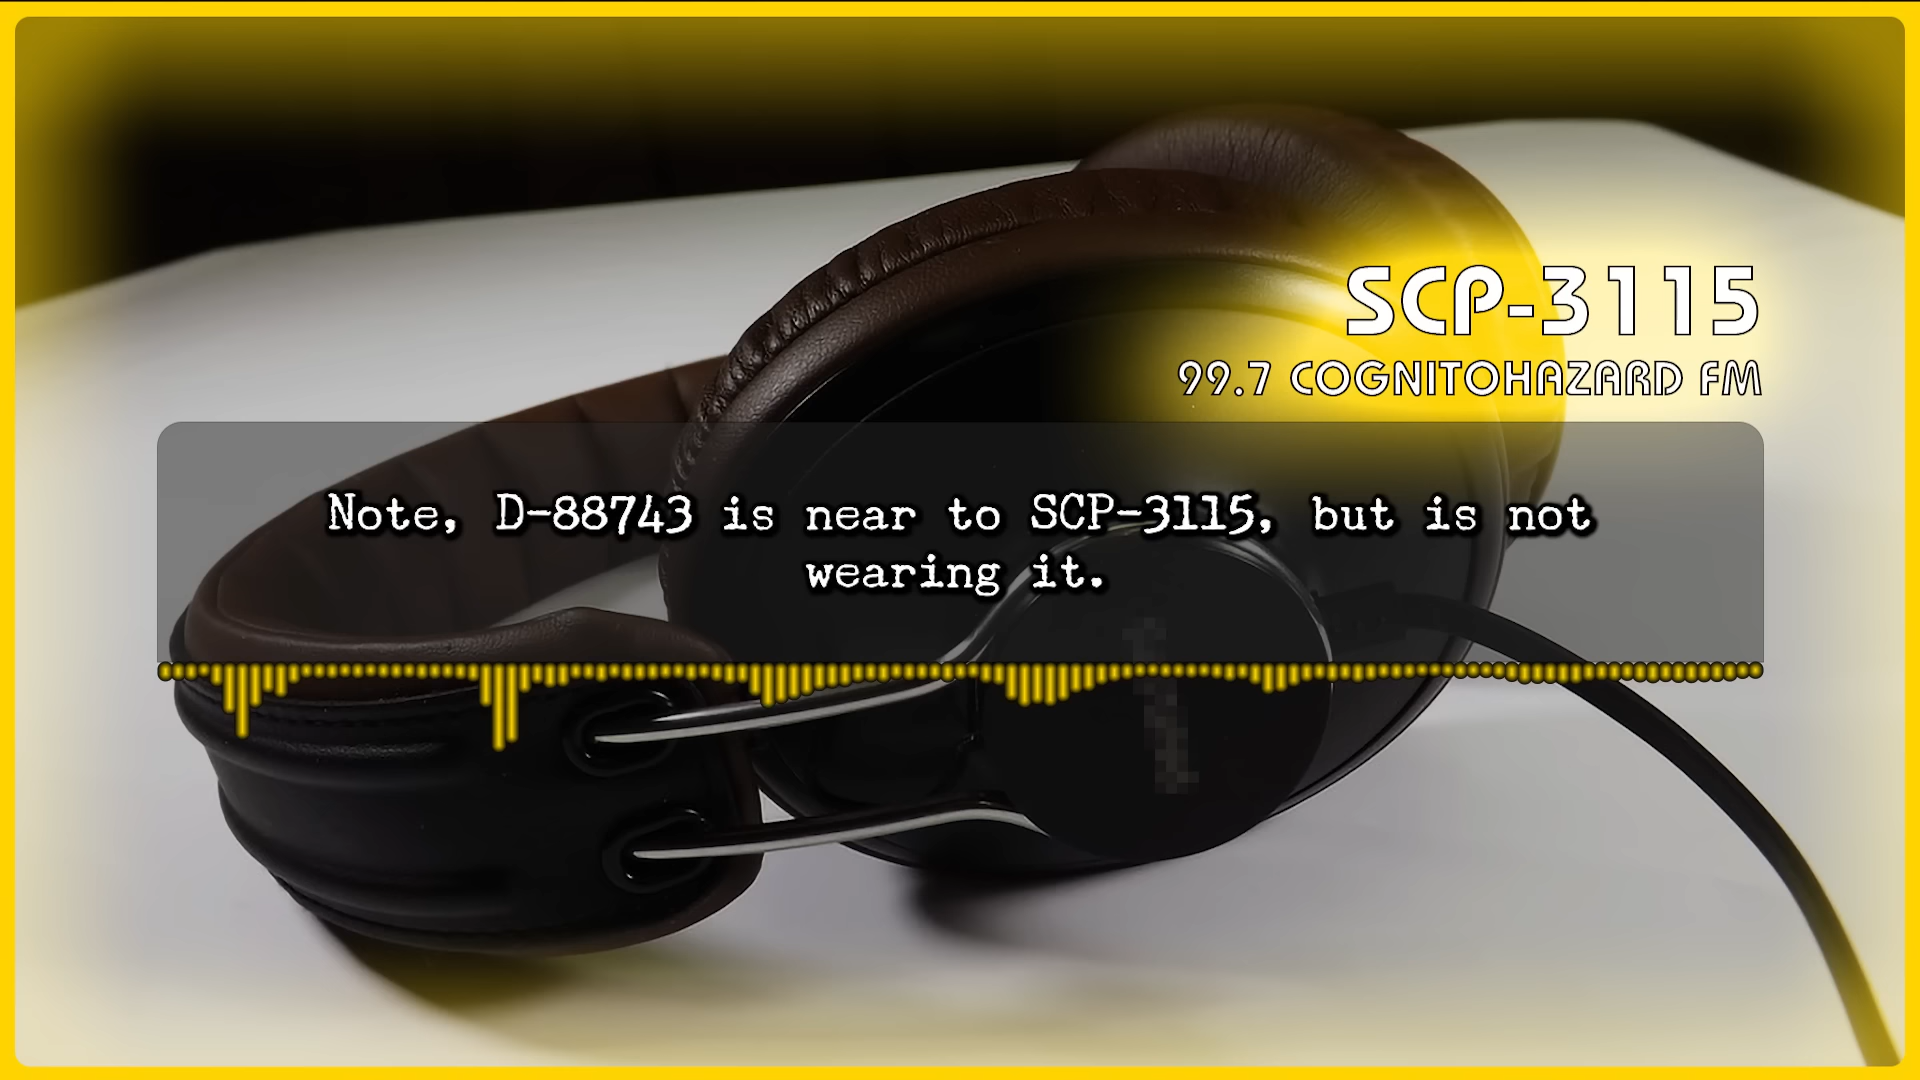 SCP-3115
99.7 COGNITOHAZARD FM
Note, D-88743 is near to SCP-3115, but is not
wearing it.